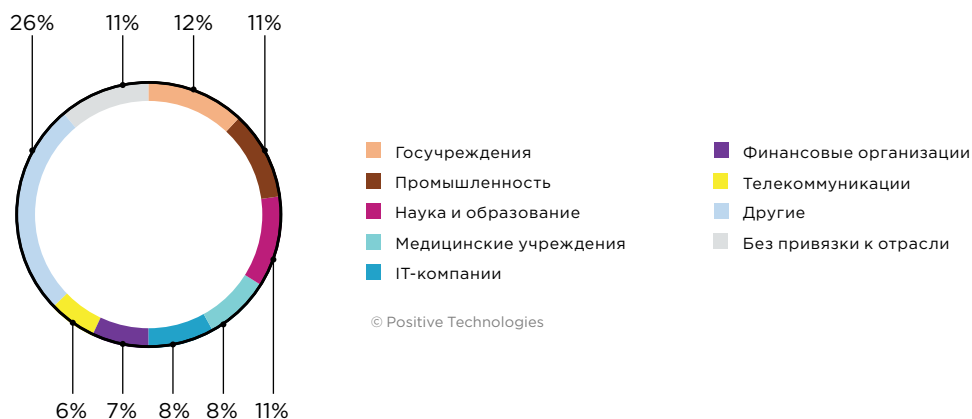 26% 11% 12% 11%
Госучреждения
Промышленность
Наука и образование
Медицинские учреждения
IT-компании
Финансовые организации
Телекоммуникации
Другие
Без привязки к отрасли
© Positive Technologies
6% 7% 8% 8% 11%